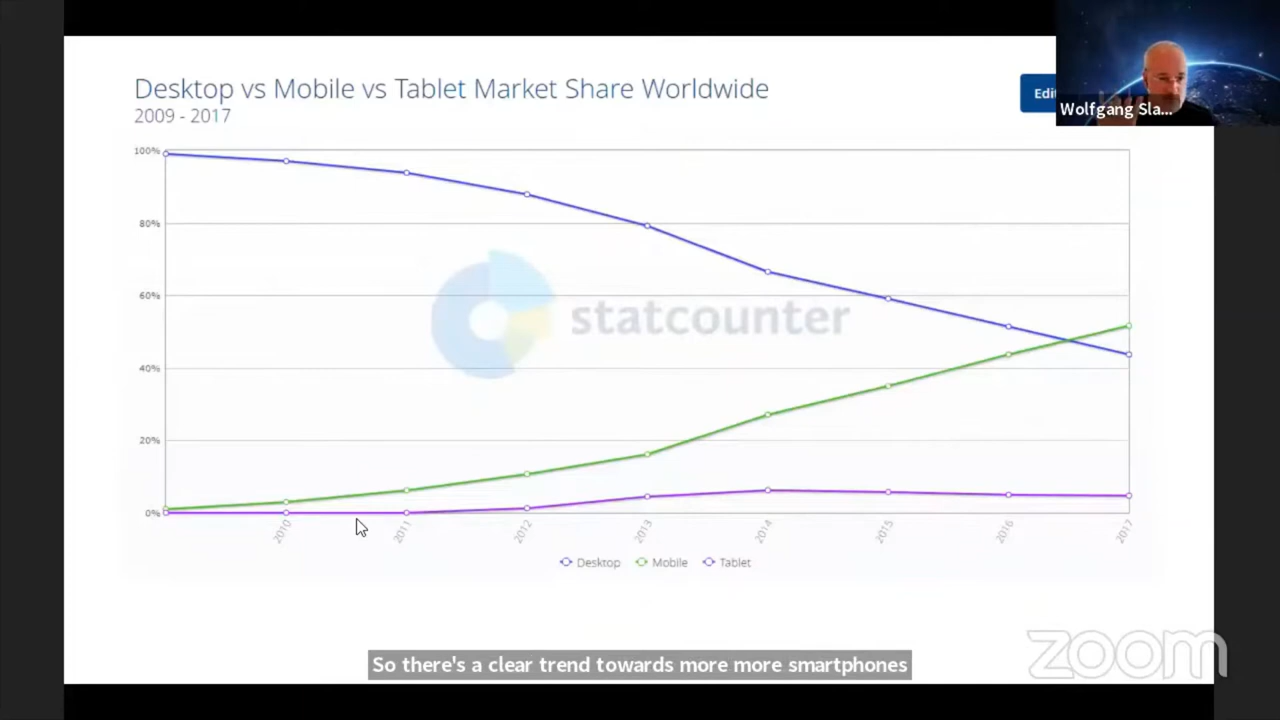 Desktop vs Mobile vs Tablet Market Share Worldwide
2009 - 2017
Edi
Wolfgang Sla...
100%
80%
60%
statcounter
40%
20%
0%
2010
2011
2012
2013
2014
2015
2016
2017
Desktop
Mobile
Tablet
So there's a clear trend towards more more smartphones
zoom